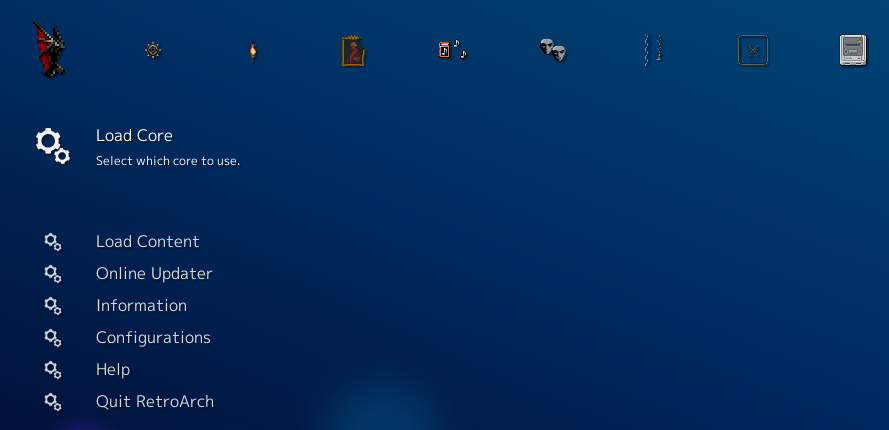 Load Core
Select which core to use.
Load Content
Online Updater
Information
Configurations
Help
Quit RetroArch